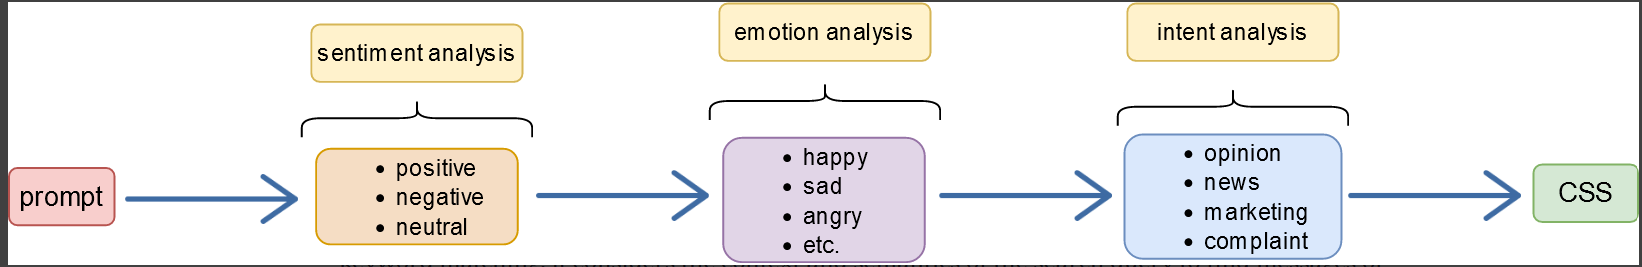 sentiment analysis
emotion analysis
intent analysis
prompt
• positive
• negative
• neutral
• happy
• sad
• angry
• etc.
• opinion
• news
• marketing
• complaint
CSS